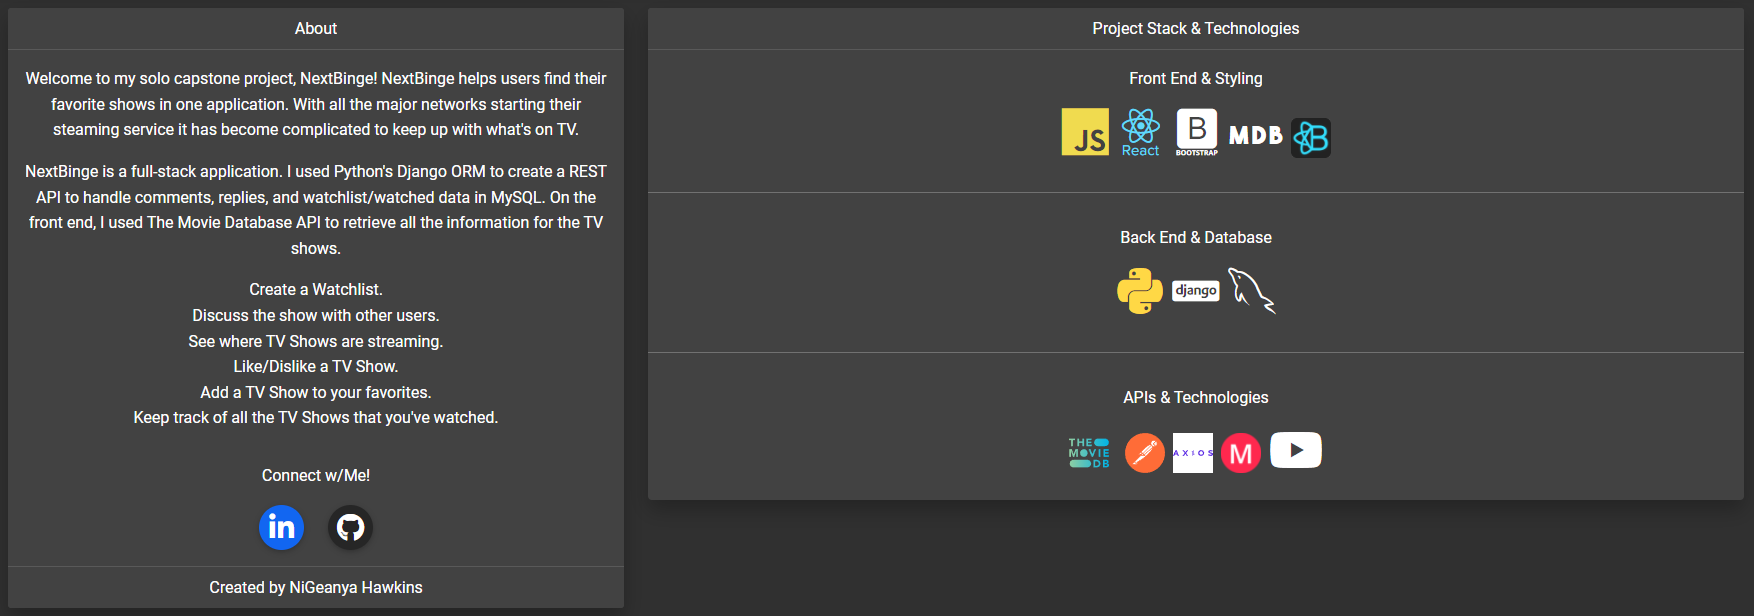 About
Welcome to my solo capstone project, NextBinge! NextBinge helps users find their
favorite shows in one application. With all the major networks starting their
steaming service it has become complicated to keep up with what's on TV.
NextBinge is a full-stack application. I used Python's Django ORM to create a REST
API to handle comments, replies, and watchlist/watched data in MySQL. On the
front end, I used The Movie Database API to retrieve all the information for the TV
shows.
Create a Watchlist.
Discuss the show with other users.
See where TV Shows are streaming.
Like/Dislike a TV Show.
Add a TV Show to your favorites.
Keep track of all the TV Shows that you've watched.
Connect w/Me!
in
Created by NiGeanya Hawkins
Project Stack & Technologies
Front End & Styling
JS
React
B
BOOTSTRAP
MDB
B
Back End & Database
django
APIs & Technologies
THE
MOVIE
DB
AXIOS
M